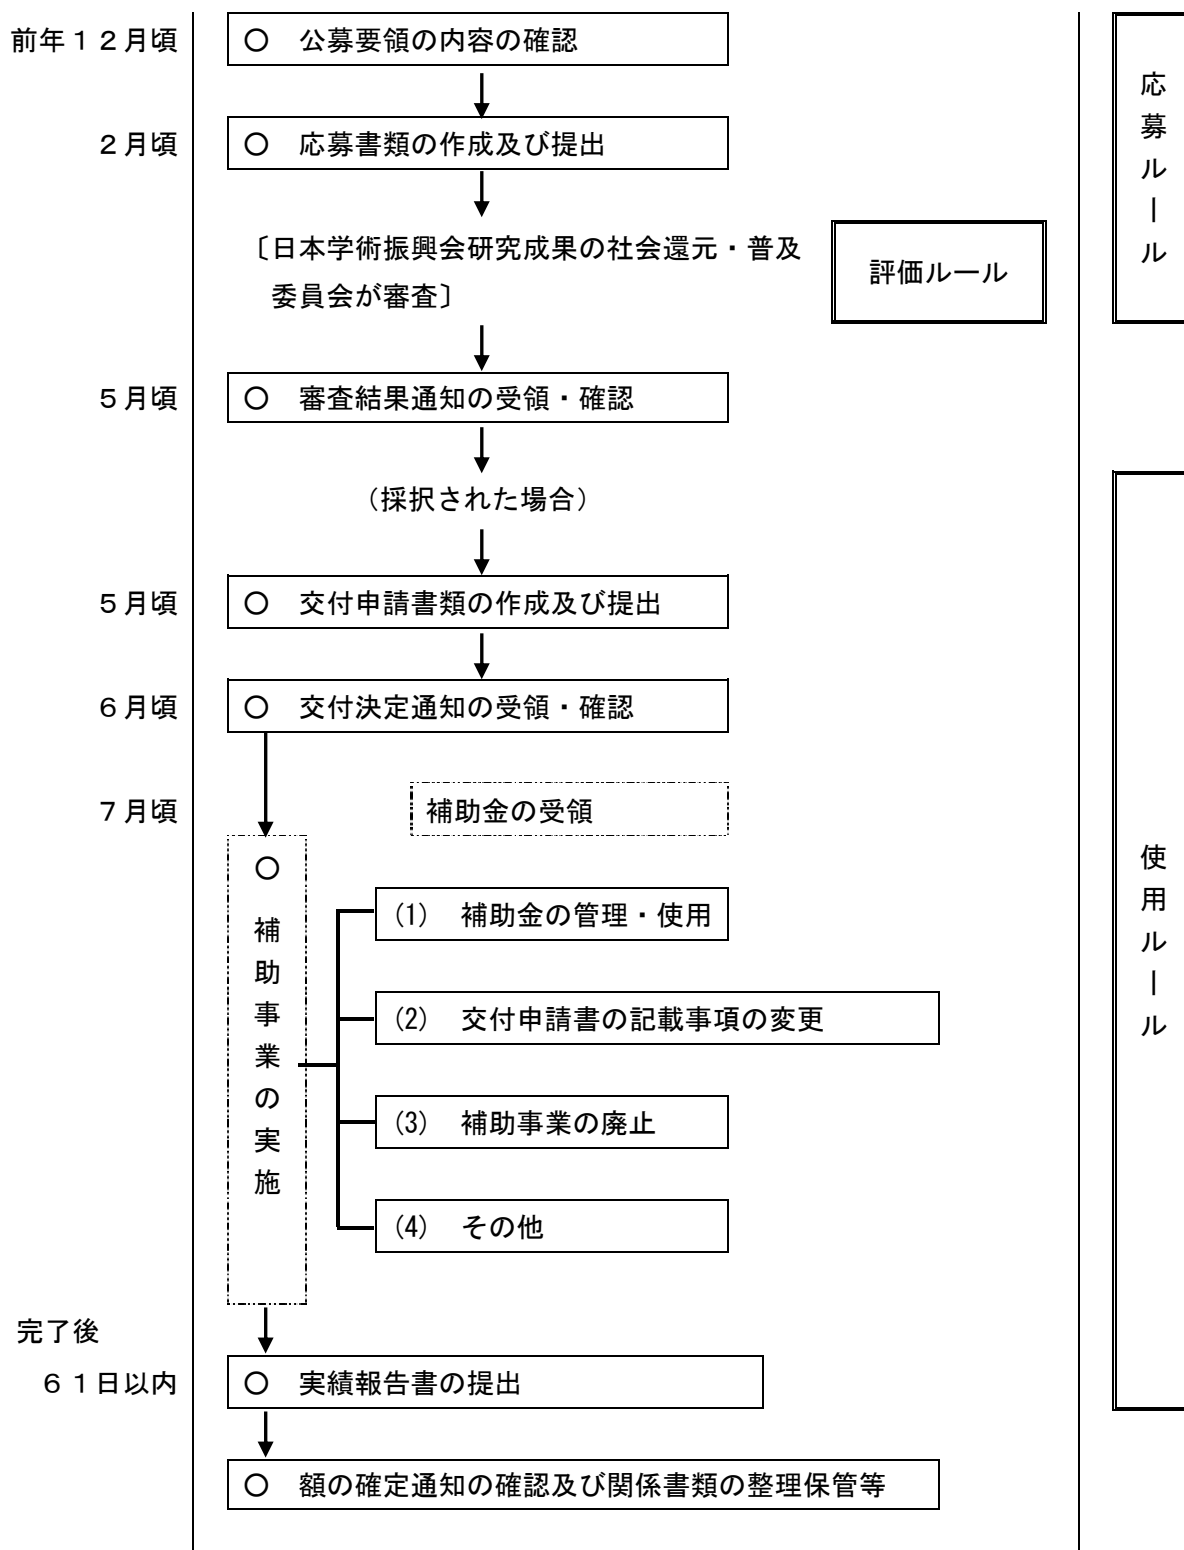 前年１２月頃
○　公募要領の内容の確認
２月頃
○　応募書類の作成及び提出
応募ルール
〔日本学術振興会研究成果の社会還元・普及
委員会が審査〕
評価ルール
５月頃
○　審査結果通知の受領・確認
（採択された場合）
５月頃
○　交付申請書類の作成及び提出
６月頃
○　交付決定通知の受領・確認
７月頃
補助金の受領
○　補助事業の実施
(1)　補助金の管理・使用
(2)　交付申請書の記載事項の変更
(3)　補助事業の廃止
(4)　その他
使用ルール
完了後
６１日以内
○　実績報告書の提出
○　額の確定通知の確認及び関係書類の整理保管等